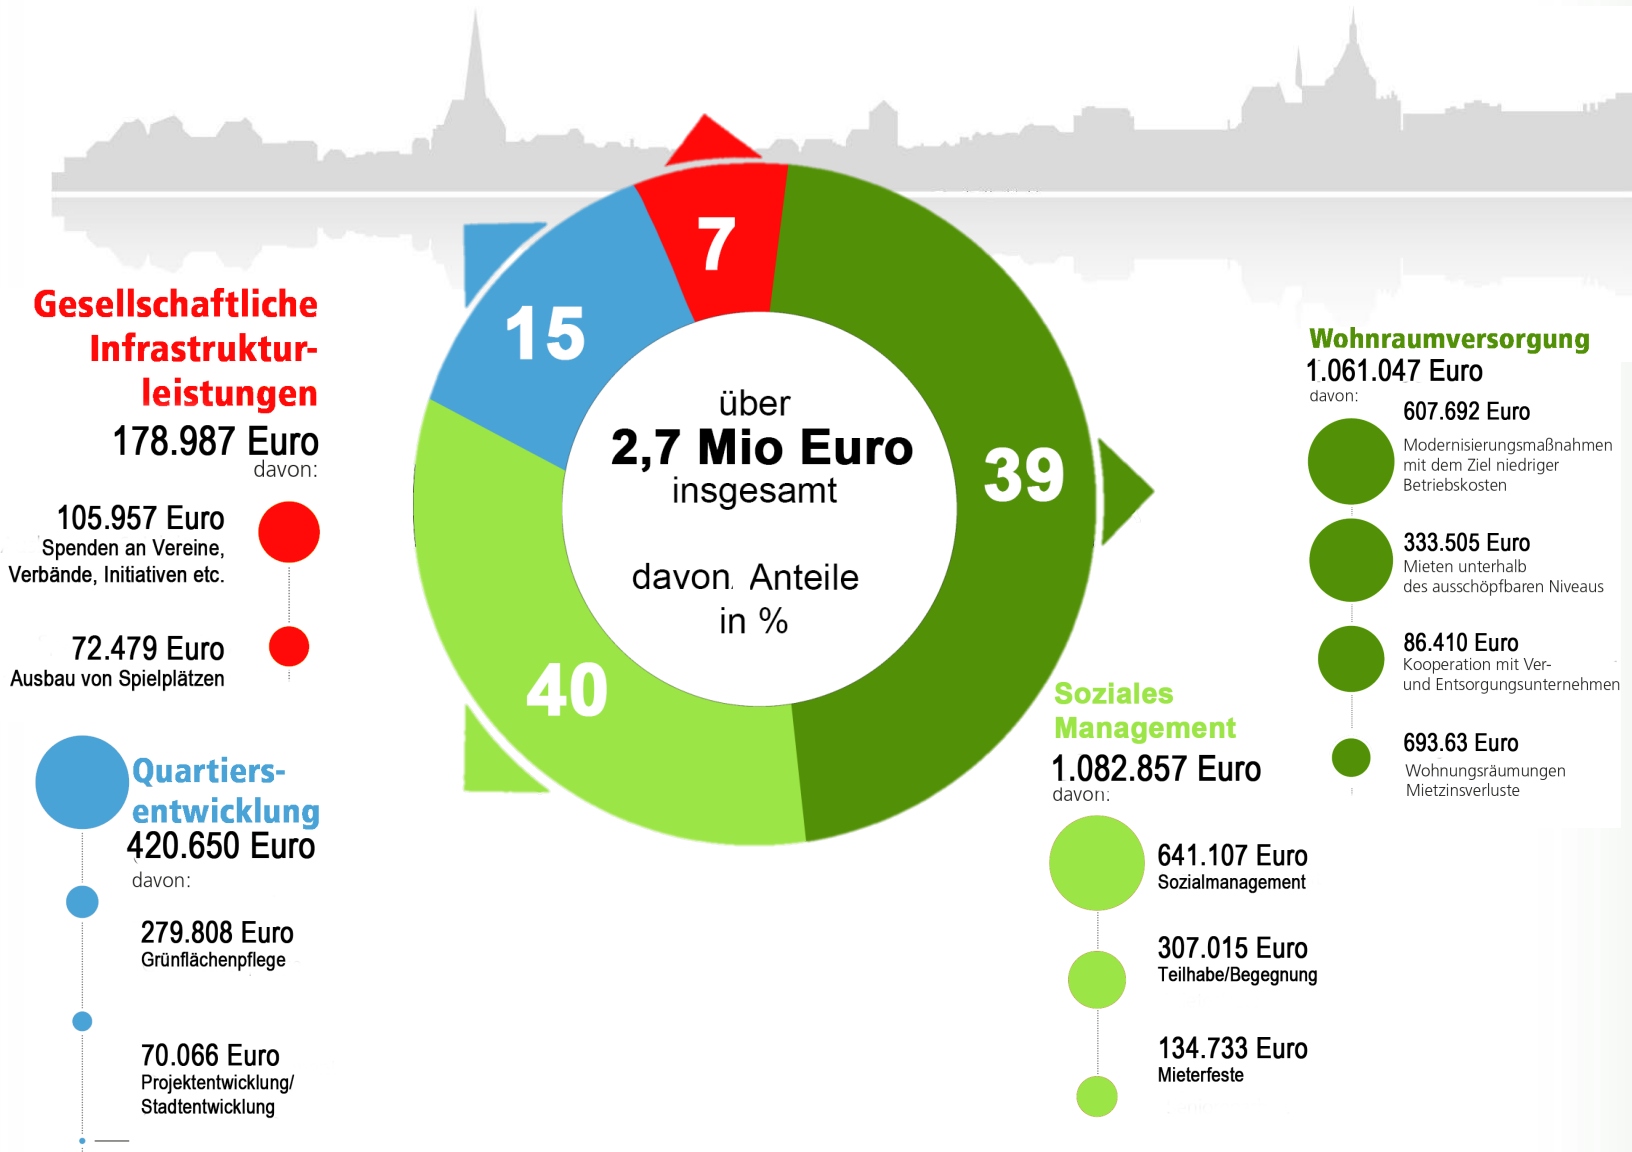 7
15
39
40
über
2,7 Mio Euro
insgesamt
davon. Anteile
in %
Gesellschaftliche
Infrastruktur-
leistungen
178.987 Euro
davon:
105.957 Euro
Spenden an Vereine,
Verbände, Initiativen etc.
72.479 Euro
Ausbau von Spielplätzen
Quartiers-
entwicklung
420.650 Euro
davon:
279.808 Euro
Grünflächenpflege
70.066 Euro
Projektentwicklung/
Stadtentwicklung
Soziales
Management
1.082.857 Euro
davon:
641.107 Euro
Sozialmanagement
307.015 Euro
Teilhabe/Begegnung
134.733 Euro
Mieterfeste
Wohnraumversorgung
1.061.047 Euro
davon:
607.692 Euro
Modernisierungsmaßnahmen
mit dem Ziel niedriger
Betriebskosten
333.505 Euro
Mieten unterhalb
des ausschöpfbaren Niveaus
86.410 Euro
Kooperation mit Ver-
und Entsorgungsunternehmen
693.63 Euro
Wohnungsräumungen
Mietzinsverluste